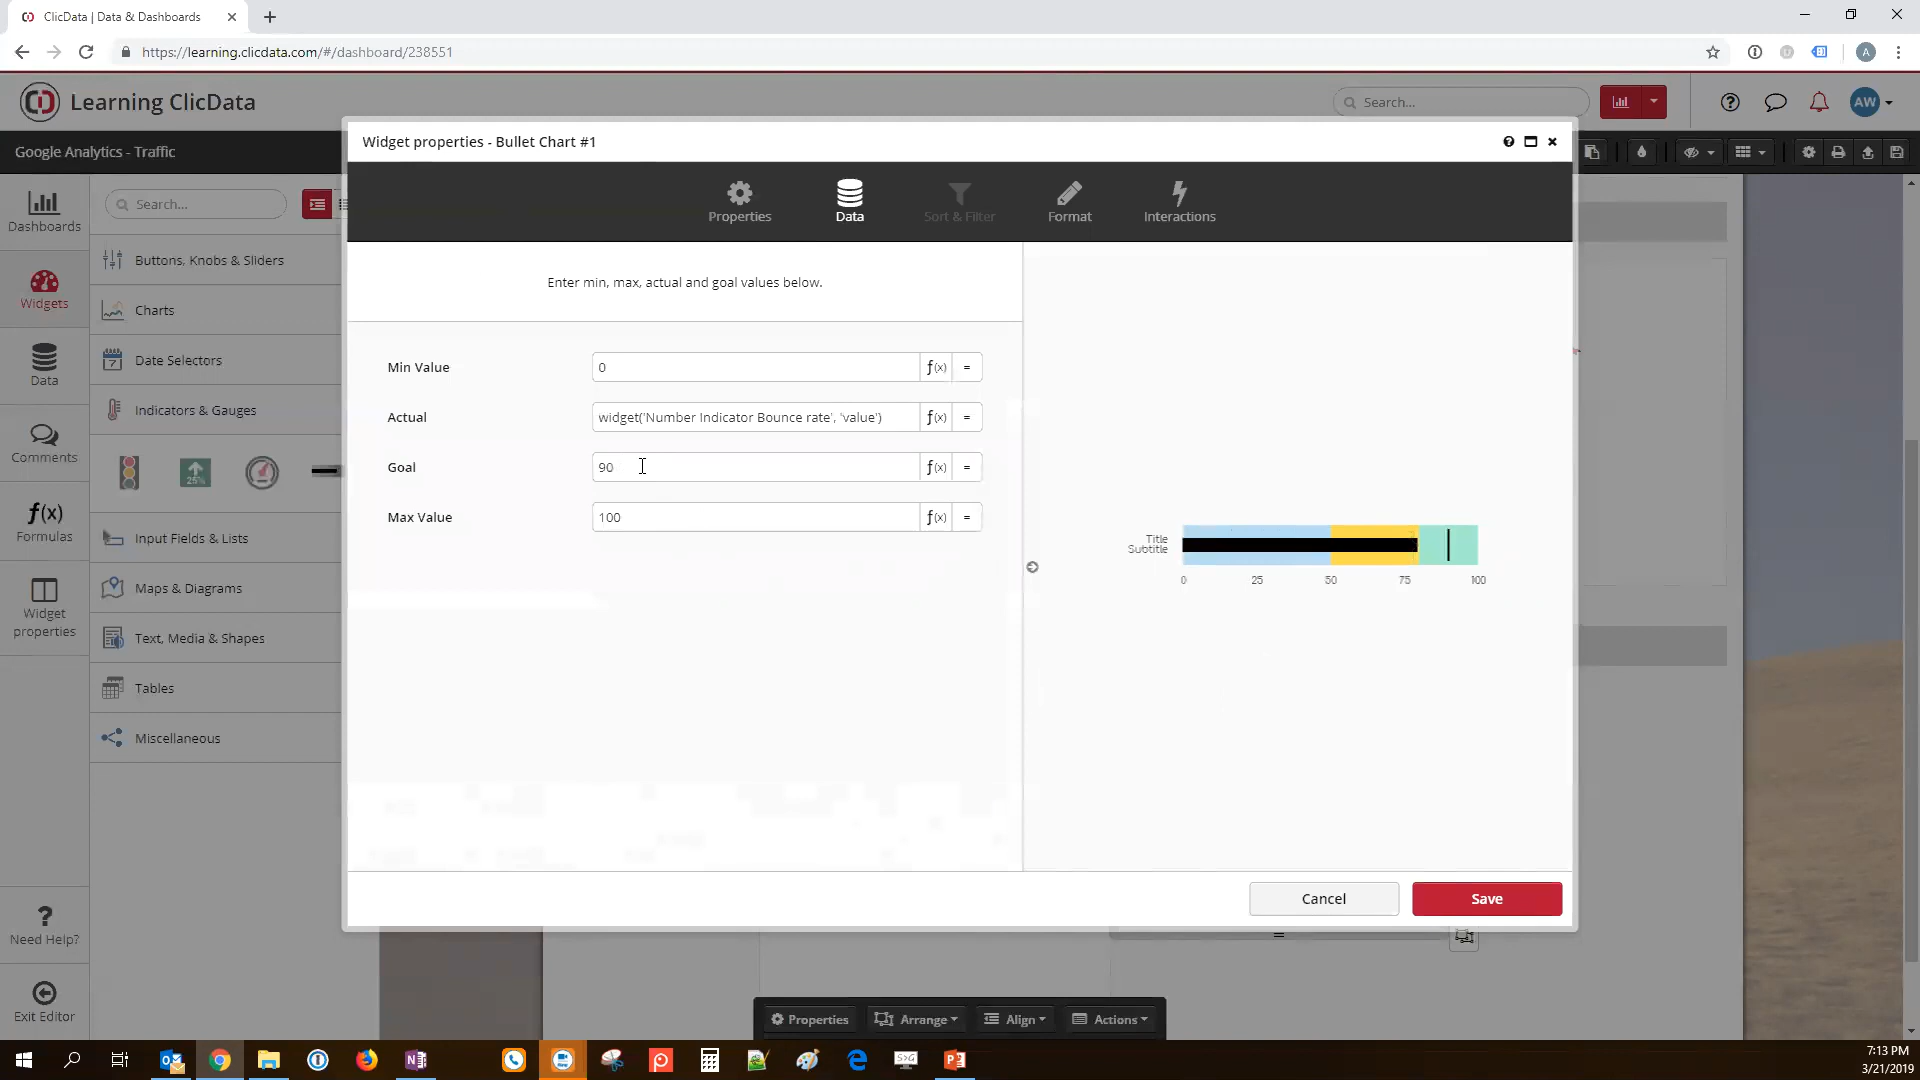 ClicData | Data & Dashboards
https://learning.clicdata.com/#/dashboard/238551
A
Learning ClicData
Search...
AW
Google Analytics - Traffic
Widget properties - Bullet Chart #1
Properties
Data
Sort & Filter
Format
Interactions
Dashboards
Widgets
Data
Comments
f(x)
Formulas
Widget
properties
Need Help?
Exit Editor
Search...
Buttons, Knobs & Sliders
Charts
Date Selectors
Indicators & Gauges
25%
Input Fields & Lists
Maps & Diagrams
Text, Media & Shapes
Tables
Miscellaneous
Enter min, max, actual and goal values below.
Min Value
0
f(x)
=
Actual
widget('Number Indicator Bounce rate', 'value')
f(x)
=
Goal
90
f(x)
=
Max Value
100
f(x)
=
Title
Subtitle
0 25 50 75 100
Cancel
Save
Properties
Arrange
Align
Actions
7:13 PM
3/21/2019